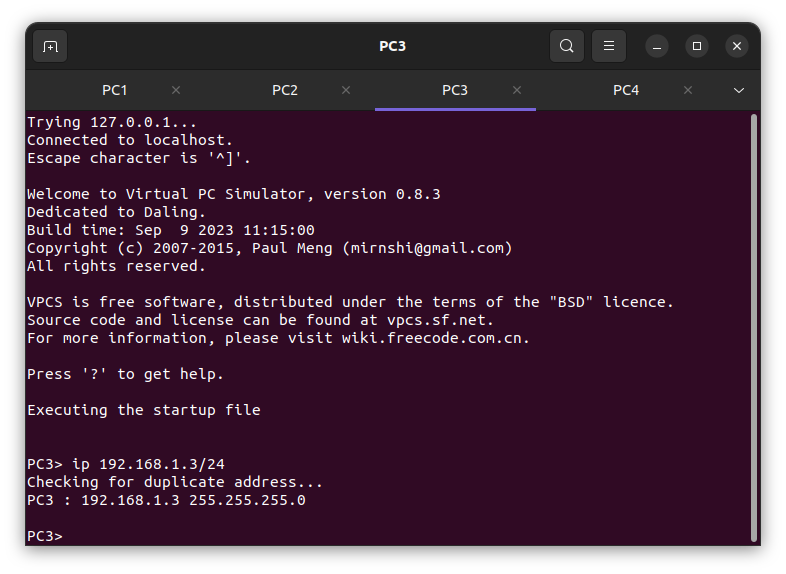 PC3
PC1 PC2 PC3 PC4
Trying 127.0.0.1...
Connected to localhost.
Escape character is '^]'.
Welcome to Virtual PC Simulator, version 0.8.3
Dedicated to Daling.
Build time: Sep  9 2023 11:15:00
Copyright (c) 2007-2015, Paul Meng (mirnshi@gmail.com)
All rights reserved.
VPCS is free software, distributed under the terms of the "BSD" licence.
Source code and license can be found at vpcs.sf.net.
For more information, please visit wiki.freecode.com.cn.
Press '?' to get help.
Executing the startup file
PC3> ip 192.168.1.3/24
Checking for duplicate address...
PC3 : 192.168.1.3 255.255.255.0
PC3>